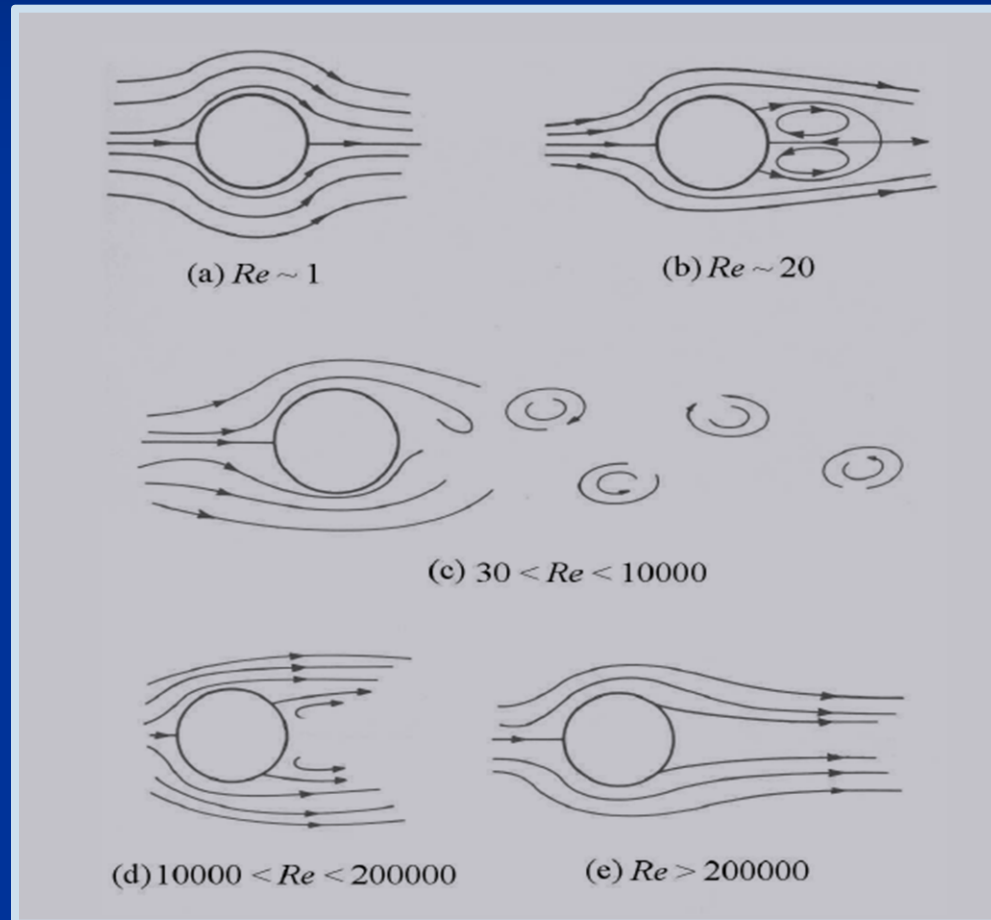 (a) Re ~ 1
(b) Re ~ 20
(c) 30 < Re < 10000
(d) 10000 < Re < 200000
(e) Re > 200000